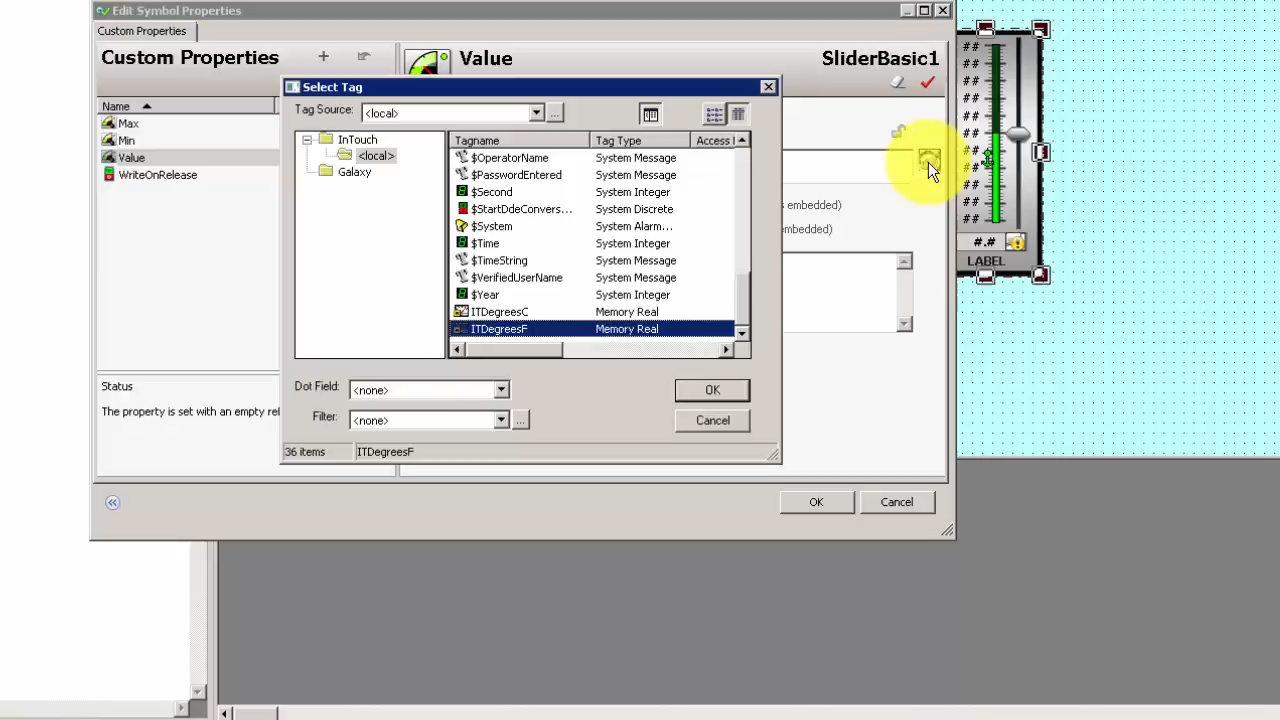 Edit Symbol Properties
Custom Properties
Custom Properties
Value
SliderBasic1
Name
Max
Min
Value
WriteOnRelease
Select Tag
Tag Source: <local> ...
InTouch
<local>
Galaxy
Tagname Tag Type Access
$OperatorName System Message
$PasswordEntered System Message
$Second System Integer
$StartDdeConvers... System Discrete
$System System Alarm...
$Time System Integer
$TimeString System Message
$VerifiedUserName System Message
$Year System Integer
ITDegreesC Memory Real
ITDegreesF Memory Real
Dot Field: <none>
OK
Filter: <none> ...
Cancel
36 items ITDegreesF
Status
The property is set with an empty
embedded)
embedded)
OK
Cancel
##
##
##
##
##
##
##
##
##
##
##
#.#
LABEL